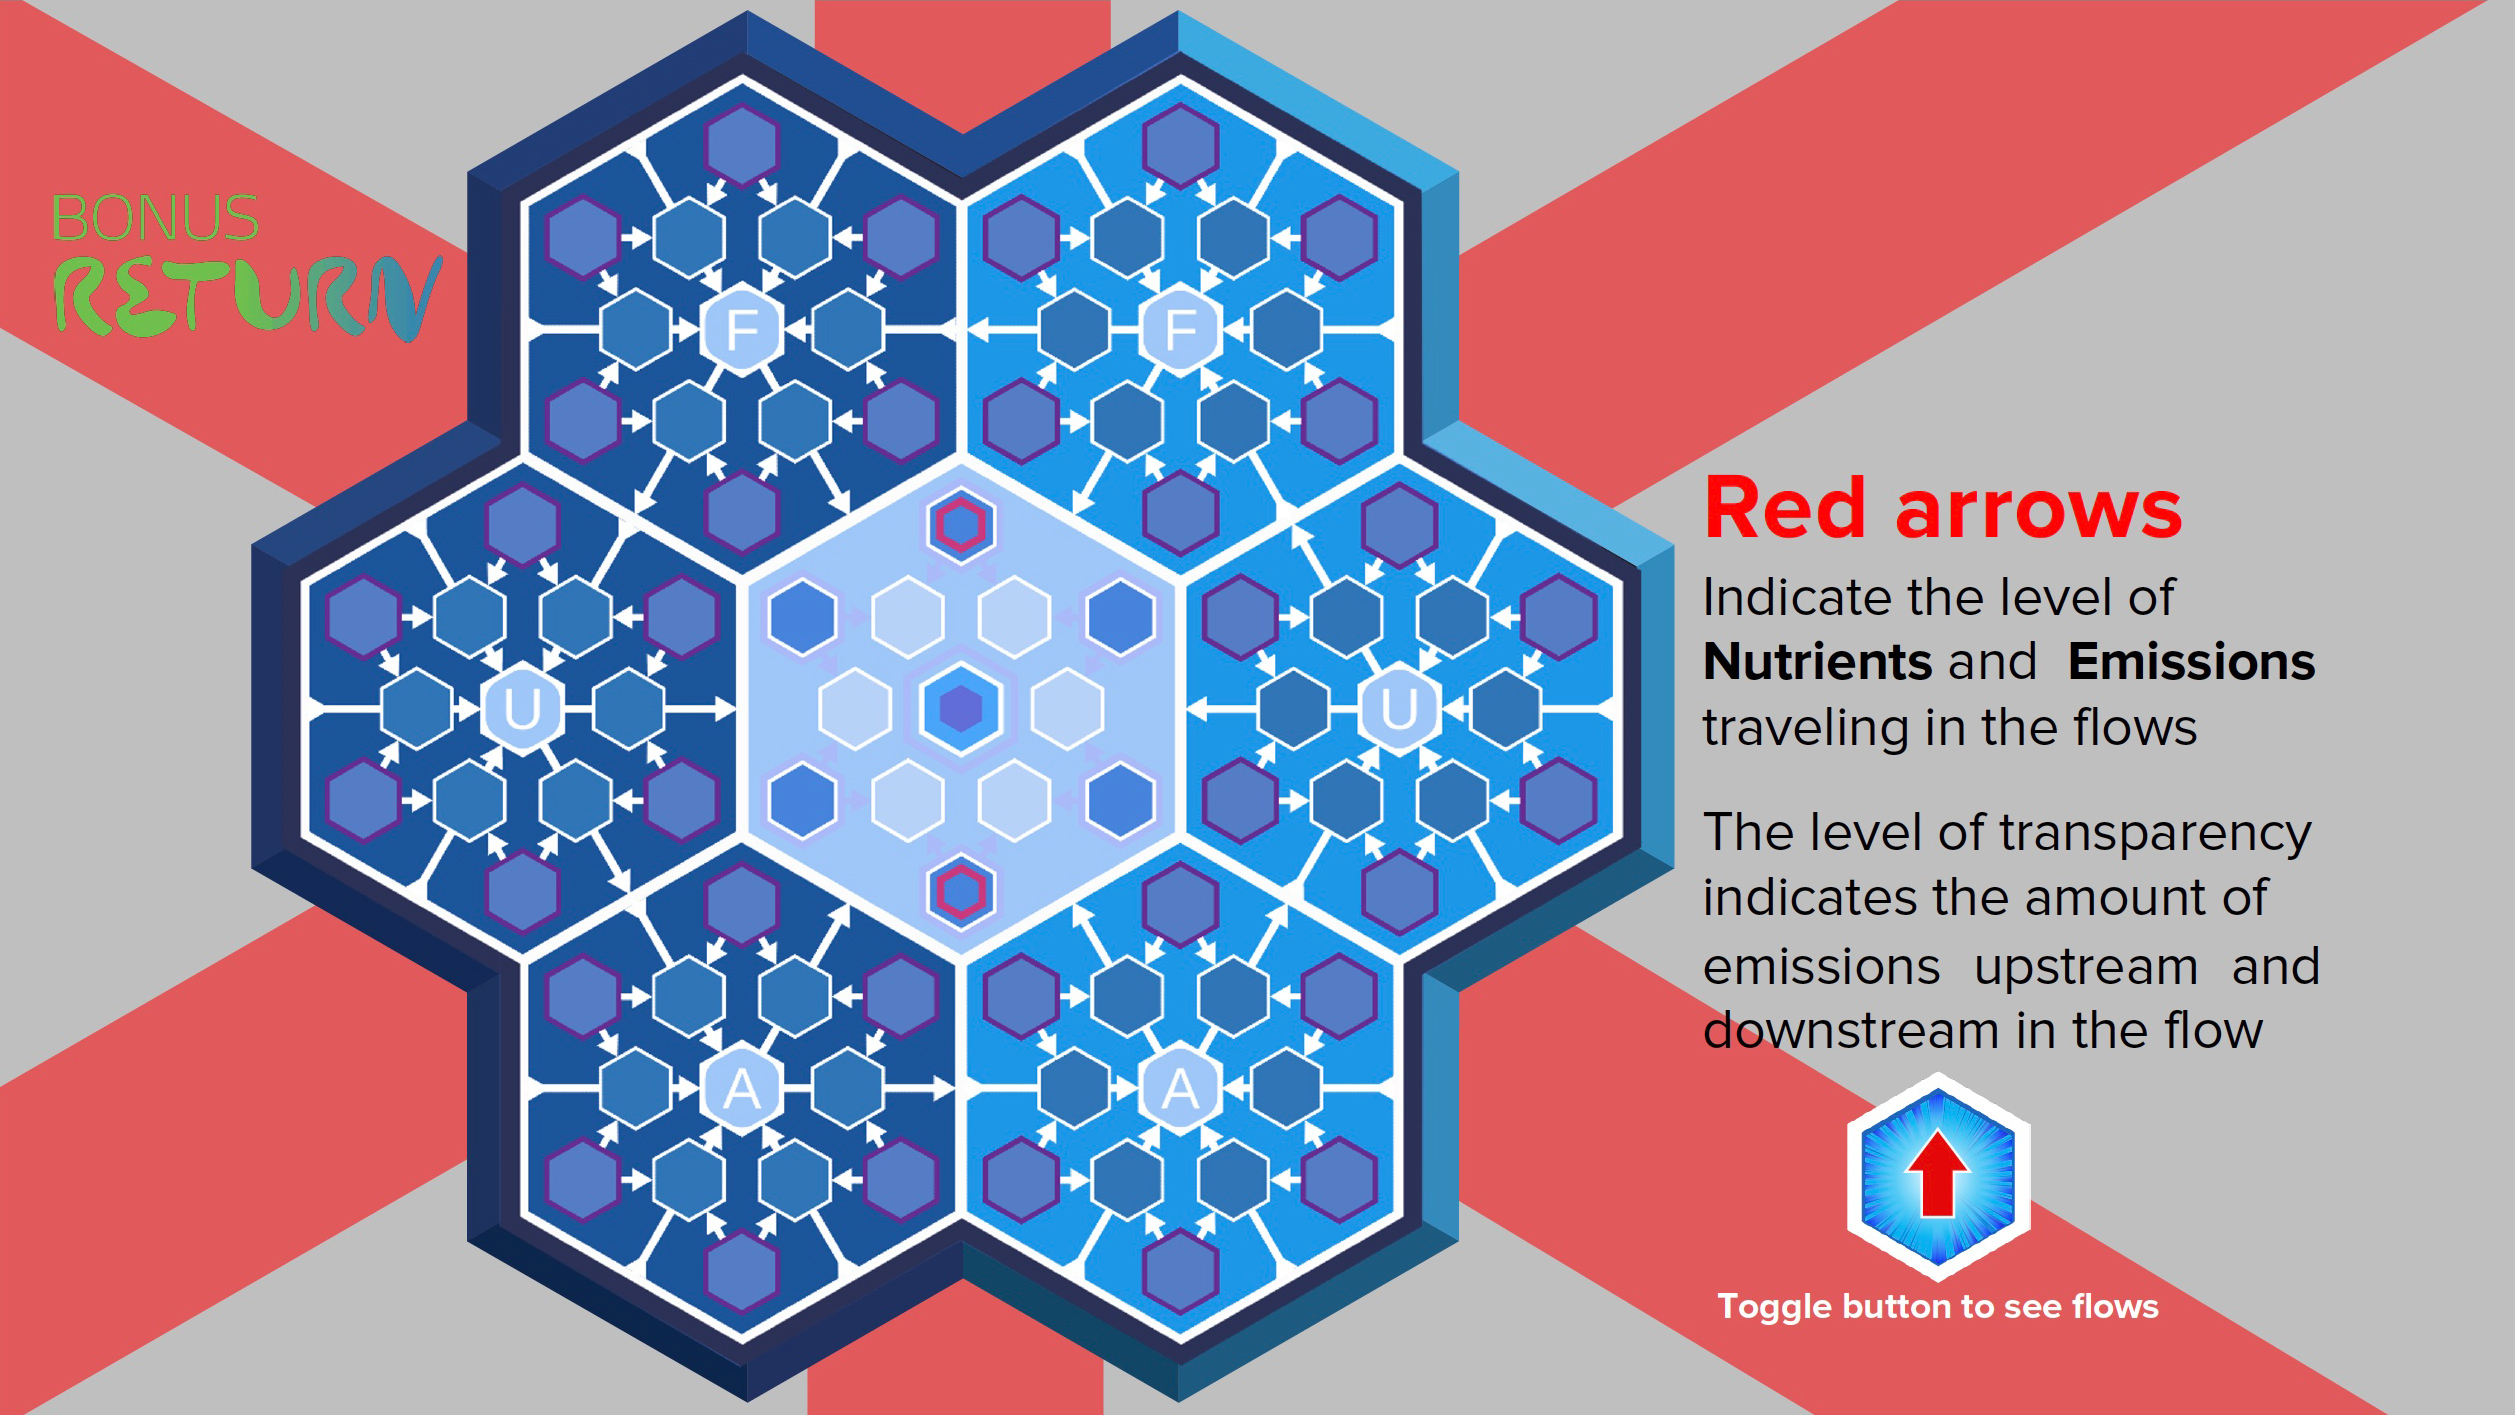 BONUS
RETURN
F
F
U
U
A
A
Red arrows
Indicate the level of
Nutrients and Emissions
traveling in the flows
The level of transparency
indicates the amount of
emissions upstream and
downstream in the flow
Toggle button to see flows